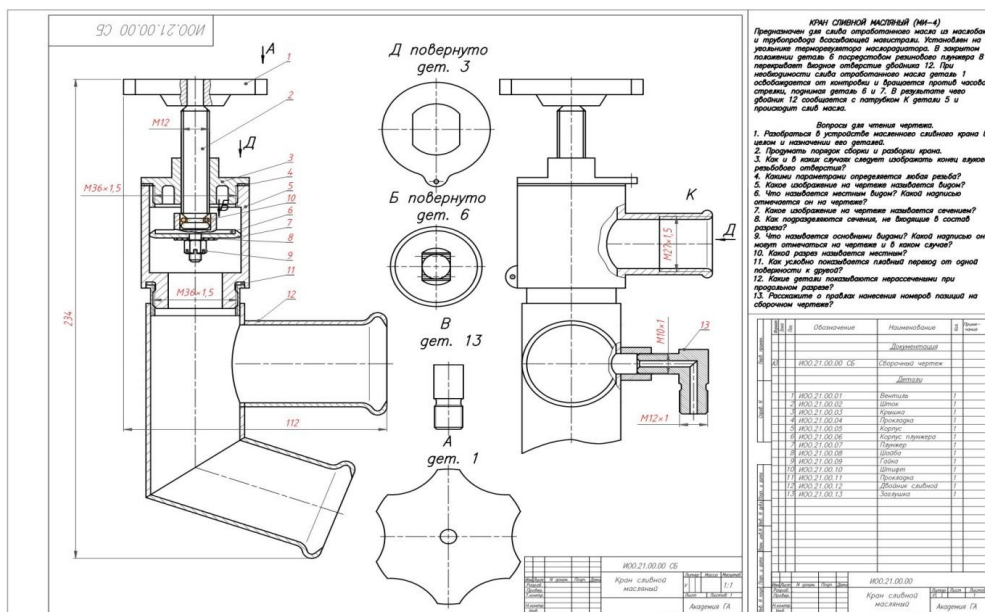 ИОО.21.00.00 СБ
А
1
2
М12
Д
3
4
5
10
6
7
8
9
11
12
М36×1,5
В
М36×1,5
234
112
Д повернуто
дет. 3
Б повернуто
дет. 6
В
дет. 13
А
дет. 1
К
Д
М27×1,5
М10×1
13
М12×1
ИОО.21.00.00 СБ
Кран сливной
масляный
1:1
Академия ГА
КРАН СЛИВНОЙ МАСЛЯНЫЙ (МИ-4)
Предназначен для слива отработанного масла из маслобак
и трубопровода всасывающей магистрали. Установлен на
угольнике терморегулятора маслорадиатора. В закрытом
положении деталь 6 посредством резинового плунжера 8
перекрывает входное отверстие двойника 12. При
необходимости слива отработанного масла деталь 1
освобождается от контровки и вращается против часово
стрелки, поднимая деталь 6 и 7. В результате чего
двойник 12 сообщается с патрубком К детали 5 и
происходит слив масла.
Вопросы для чтения чертежа.
1. Разобраться в устройстве масленного сливного крана в
целом и назначении его деталей.
2. Продумать порядок сборки и разборки крана.
3. Как и в каких случаях следует изображать конец глухог
резьбового отверстия?
4. Какими параметрами определяется любая резьба?
5. Какое изображение на чертеже называется видом?
6. Что называется местным видом? Какой надписью
отмечается он на чертеже?
7. Какое изображение на чертеже называется сечением?
8. Как подразделяются сечения, не входящие в состав
разреза?
9. Что называется основными видами? Какой надписью они
могут отмечаться на чертеже и в каком случае?
10. Какой разрез называется местным?
11. Как условно показывается плавный переход от одной
поверхности к другой?
12. Какие детали показываются нерассеченными при
продольном разрезе?
13. Расскажите о правилах нанесения номеров позиций на
сборочном чертеже?
Обозначение Наименование
Документация
А3 ИОО.21.00.00 СБ Сборочный чертеж
Детали
1 ИОО.21.00.01 Вентиль 1
2 ИОО.21.00.02 Шток 1
3 ИОО.21.00.03 Крышка 1
4 ИОО.21.00.04 Прокладка 1
5 ИОО.21.00.05 Корпус 1
6 ИОО.21.00.06 Корпус плунжера 1
7 ИОО.21.00.07 Плунжер 1
8 ИОО.21.00.08 Шайба 1
9 ИОО.21.00.09 Гайка 1
10 ИОО.21.00.10 Штифт 1
11 ИОО.21.00.11 Прокладка 1
12 ИОО.21.00.12 Двойник сливной 1
13 ИОО.21.00.13 Заглушка 1
ИОО.21.00.00
Кран сливной
масляный
Академия ГА